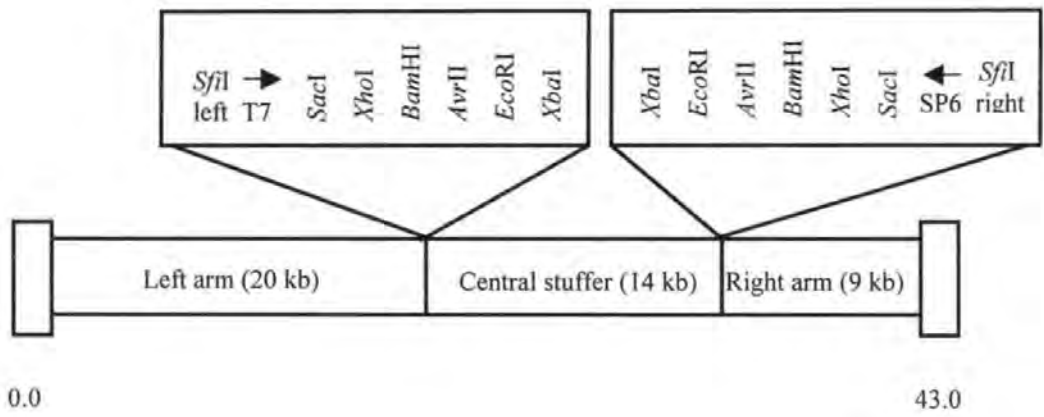 SfiI
left T7
SacI
XhoI
BamHI
AvrII
EcoRI
XbaI
XbaI
EcoRI
AvrII
BamHI
XhoI
SacI
SfiI
SP6 right
Left arm (20 kb)
Central stuffer (14 kb)
Right arm (9 kb)
0.0
43.0